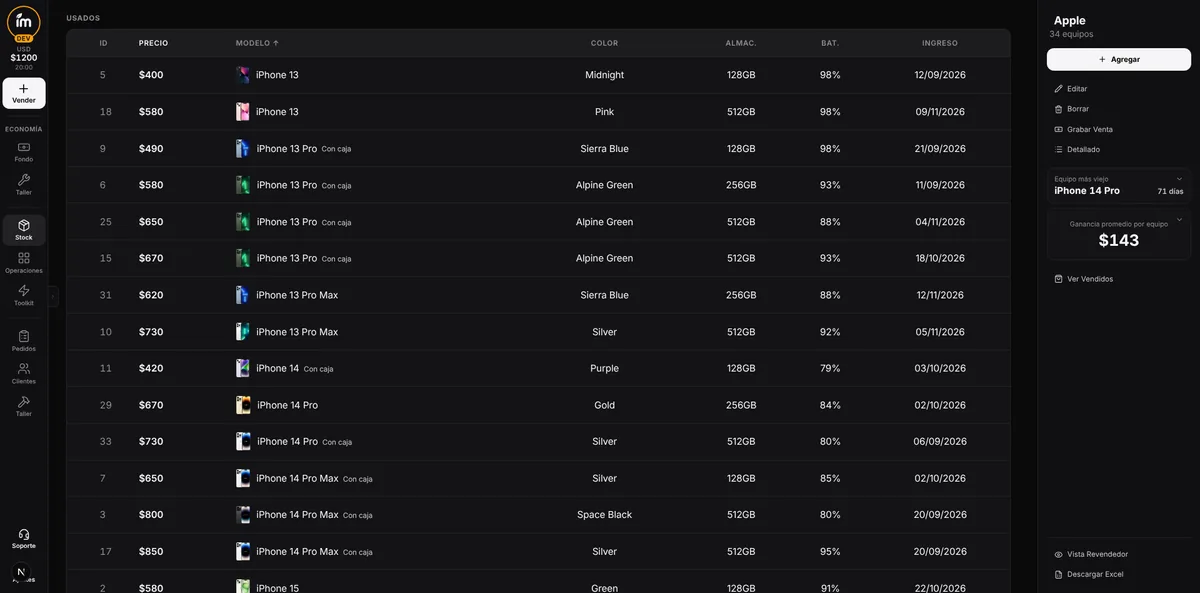 im
DEV
USD
$1200
20:00
Vender
ECONOMÍA
Fondo
Taller
Stock
Operaciones
Toolkit
Pedidos
Clientes
Taller
Soporte
N
USADOS
ID PRECIO MODELO ↑ COLOR ALMAC. BAT. INGRESO
5 $400 iPhone 13 Midnight 128GB 98% 12/09/2026
18 $580 iPhone 13 Pink 512GB 98% 09/11/2026
9 $490 iPhone 13 Pro Con caja Sierra Blue 128GB 98% 21/09/2026
6 $580 iPhone 13 Pro Con caja Alpine Green 256GB 93% 11/09/2026
25 $650 iPhone 13 Pro Con caja Alpine Green 512GB 88% 04/11/2026
15 $670 iPhone 13 Pro Con caja Alpine Green 512GB 93% 18/10/2026
31 $620 iPhone 13 Pro Max Sierra Blue 256GB 88% 12/11/2026
10 $730 iPhone 13 Pro Max Silver 512GB 92% 05/11/2026
11 $420 iPhone 14 Con caja Purple 128GB 79% 03/10/2026
29 $670 iPhone 14 Pro Gold 256GB 84% 02/10/2026
33 $730 iPhone 14 Pro Con caja Silver 512GB 80% 06/09/2026
7 $650 iPhone 14 Pro Max Con caja Silver 128GB 85% 02/10/2026
3 $800 iPhone 14 Pro Max Con caja Space Black 512GB 80% 20/09/2026
17 $850 iPhone 14 Pro Max Con caja Silver 512GB 95% 20/09/2026
2 $580 iPhone 15 Green 128GB 91% 22/10/2026
Apple
34 equipos
+ Agregar
Editar
Borrar
Grabar Venta
Detallado
Equipo más viejo
iPhone 14 Pro 71 días
Ganancia promedio por equipo
$143
Ver Vendidos
Vista Revendedor
Descargar Excel